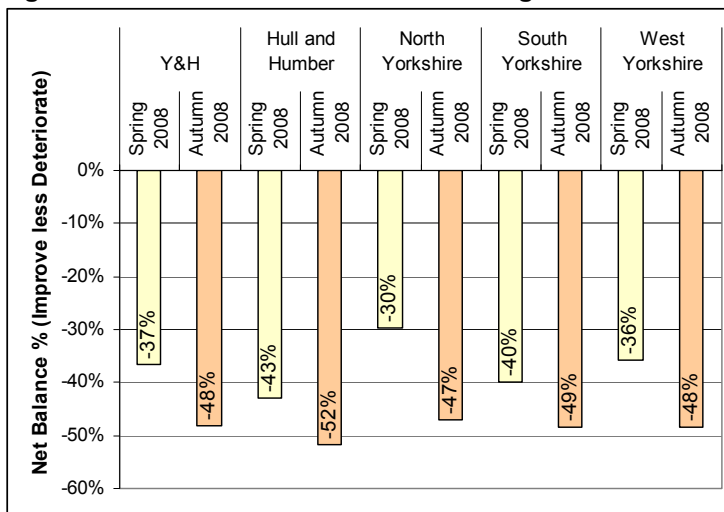 Y&H
Hull and
Humber
North
Yorkshire
South
Yorkshire
West
Yorkshire
Spring
2008
Autumn
2008
Spring
2008
Autumn
2008
Spring
2008
Autumn
2008
Spring
2008
Autumn
2008
Spring
2008
Autumn
2008
Net Balance % (Improve less Deteriorate)
0%
-10%
-20%
-30%
-40%
-50%
-60%
-37%
-48%
-43%
-52%
-30%
-47%
-40%
-49%
-36%
-48%